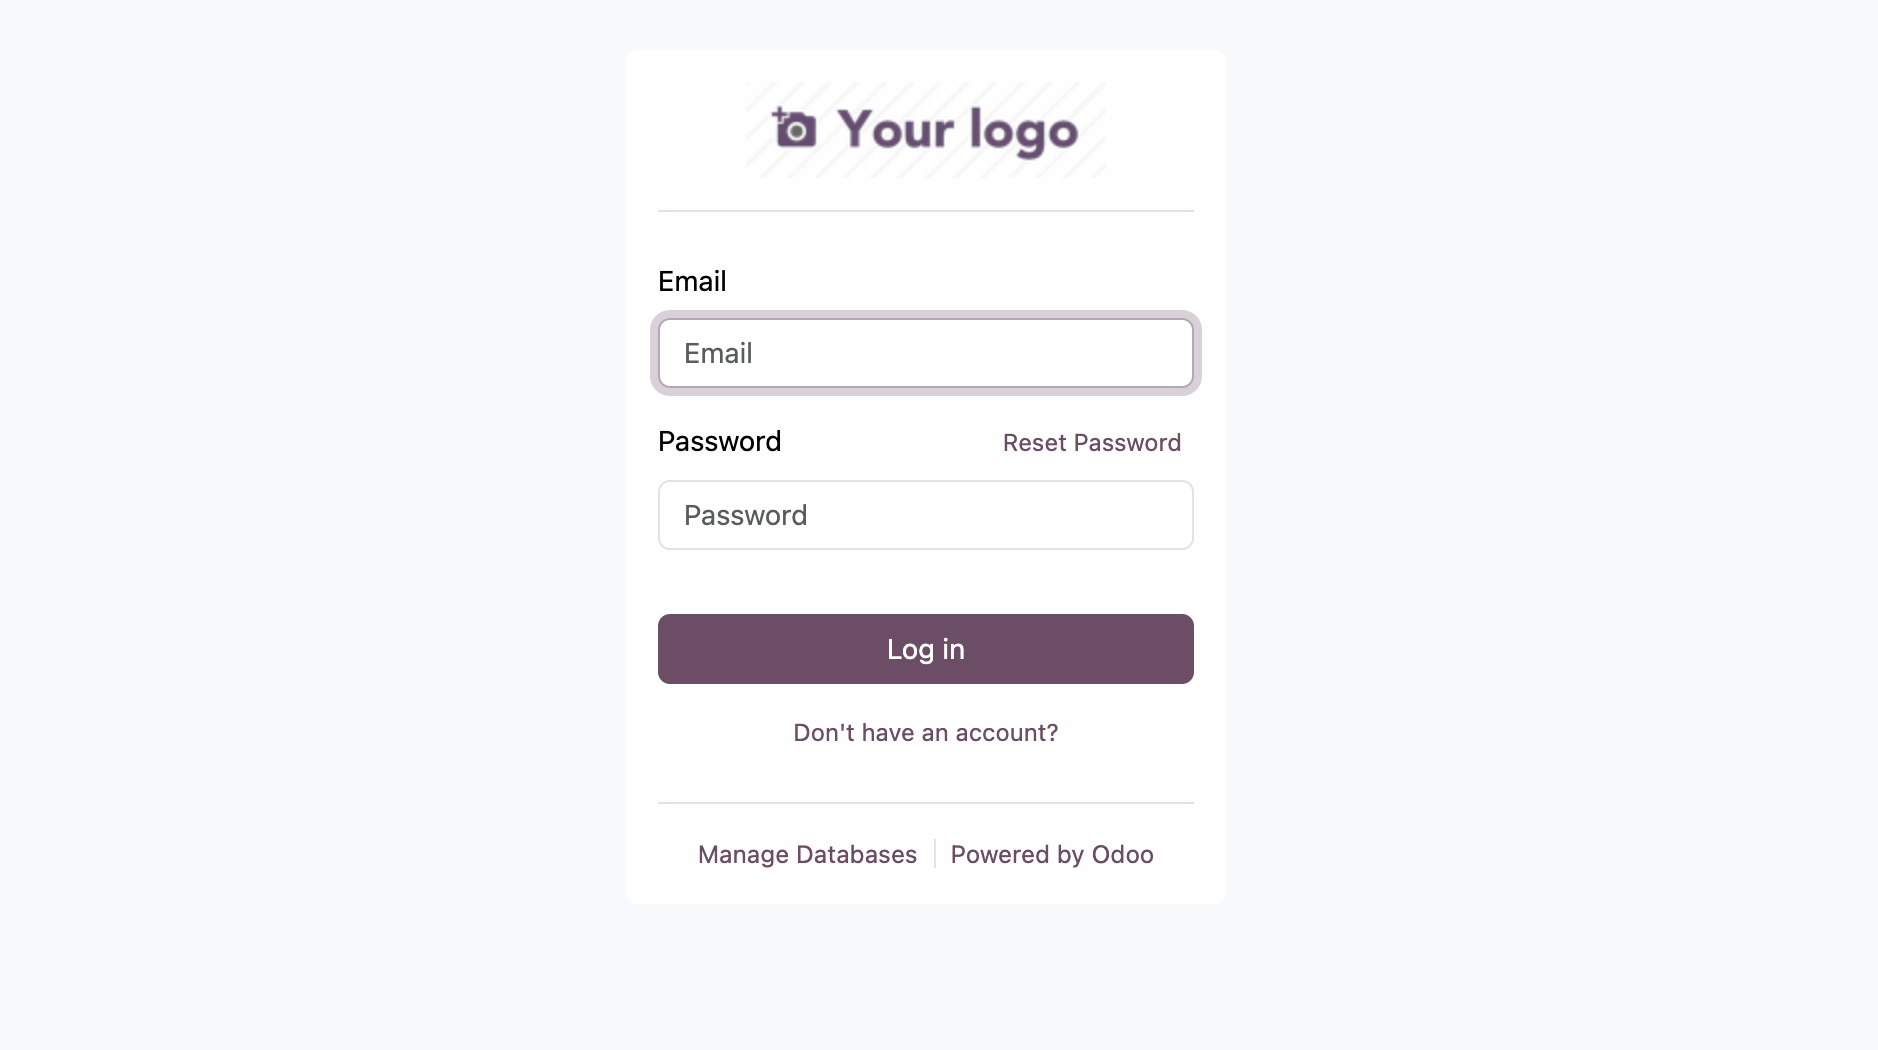 Your logo
Email
Email
Password Reset Password
Password
Log in
Don't have an account?
Manage Databases Powered by Odoo